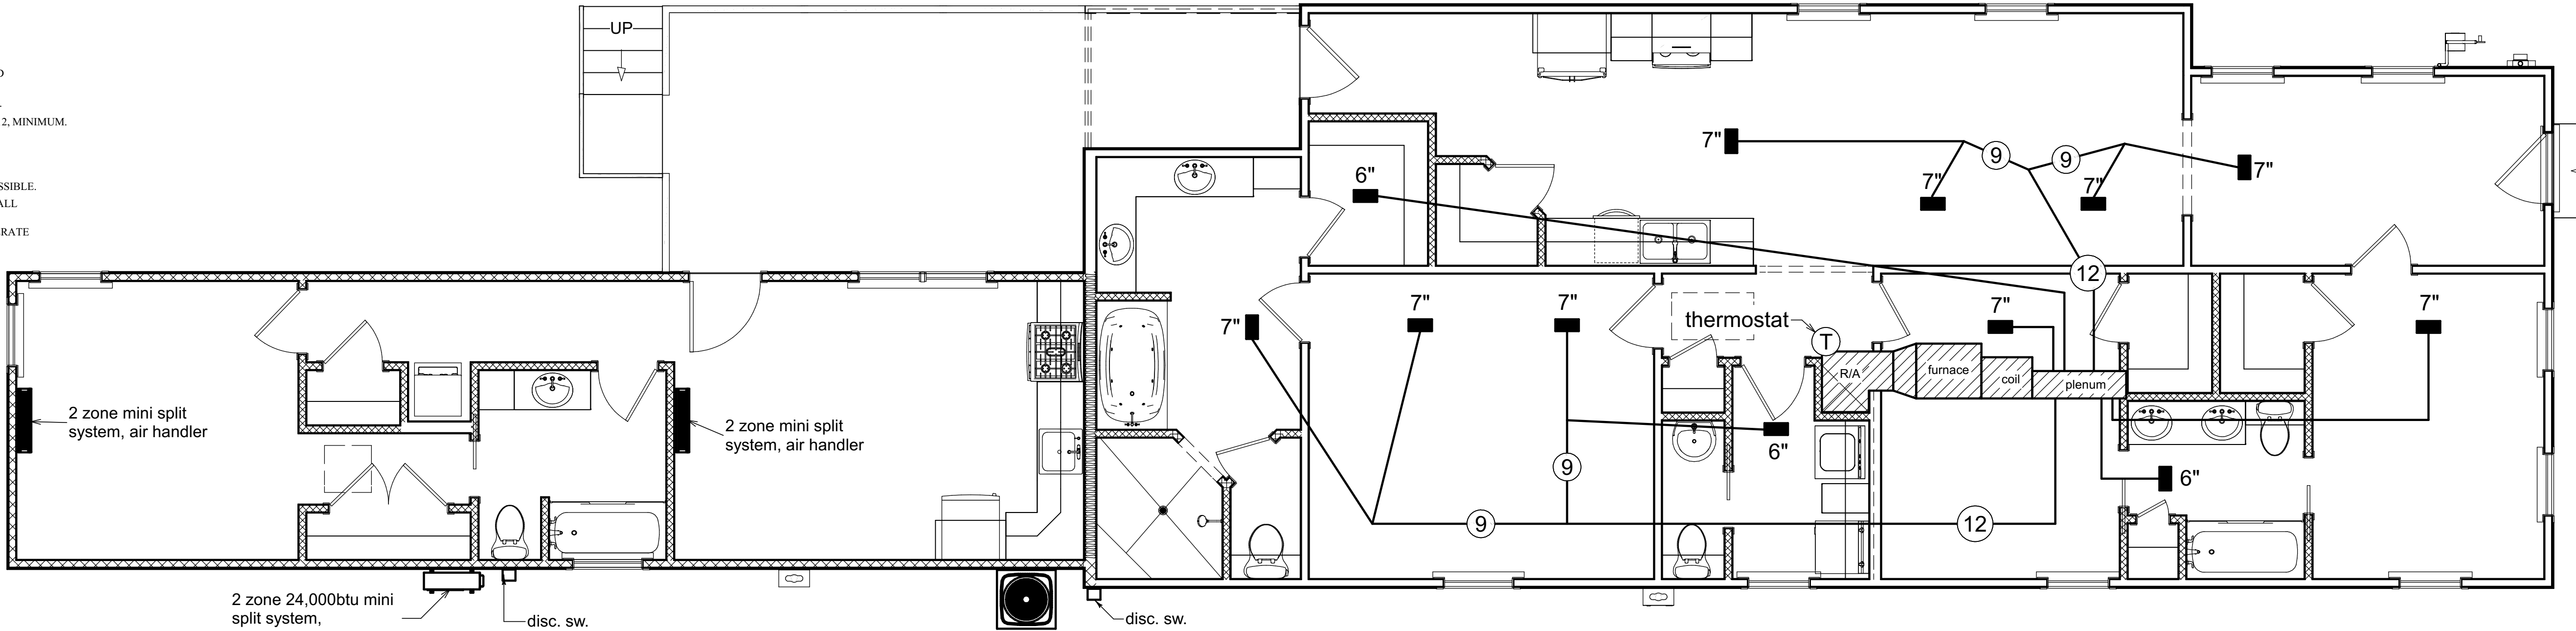 D
2, MINIMUM.
SSIBLE.
ALL
RATE
UP
7"
9
9
7"
7"
7"
6"
12
7"
7"
7"
thermostat
T
7"
7"
R/A
furnace
coil
plenum
2 zone mini split
system, air handler
2 zone mini split
system, air handler
6"
9
6"
9
12
2 zone 24,000btu mini
split system,
disc. sw.
disc. sw.